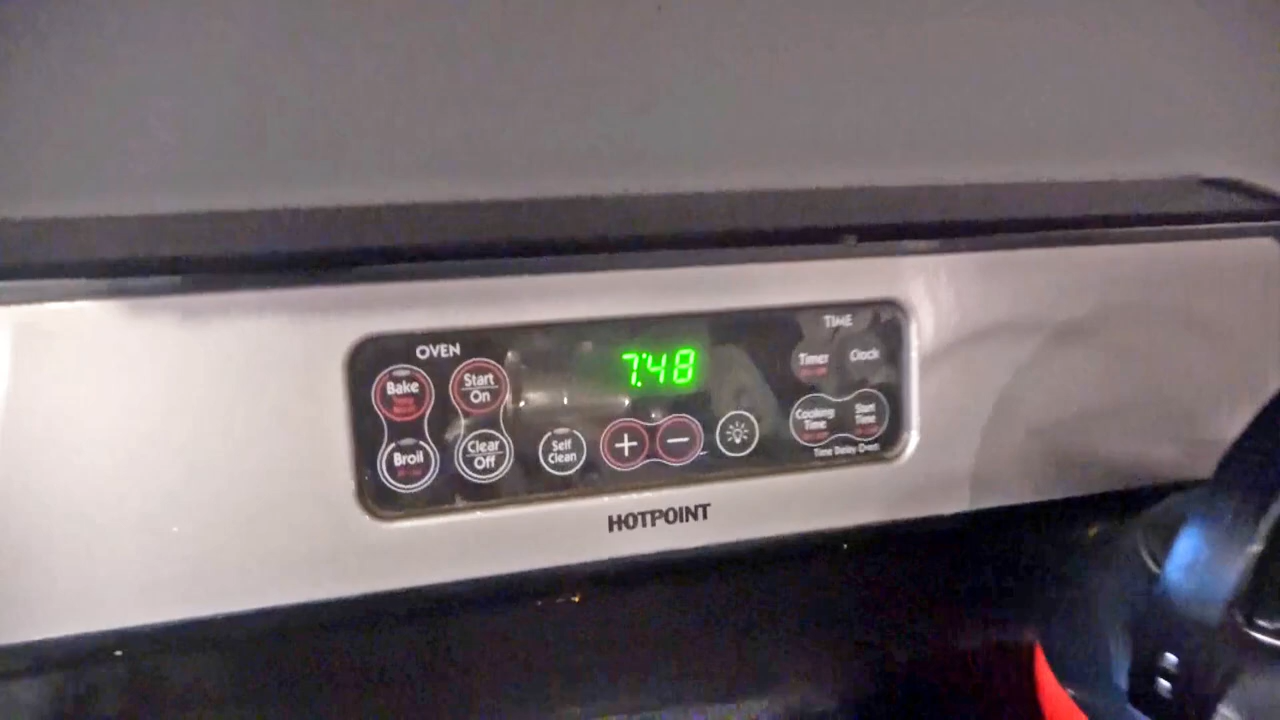 OVEN
Bake
Start
On
Broil
Clear
Off
Self
Clean
7:48
+
−
TIME
Timer
Clock
Cooking
Time
Start
Time
Time Delay Oven
HOTPOINT